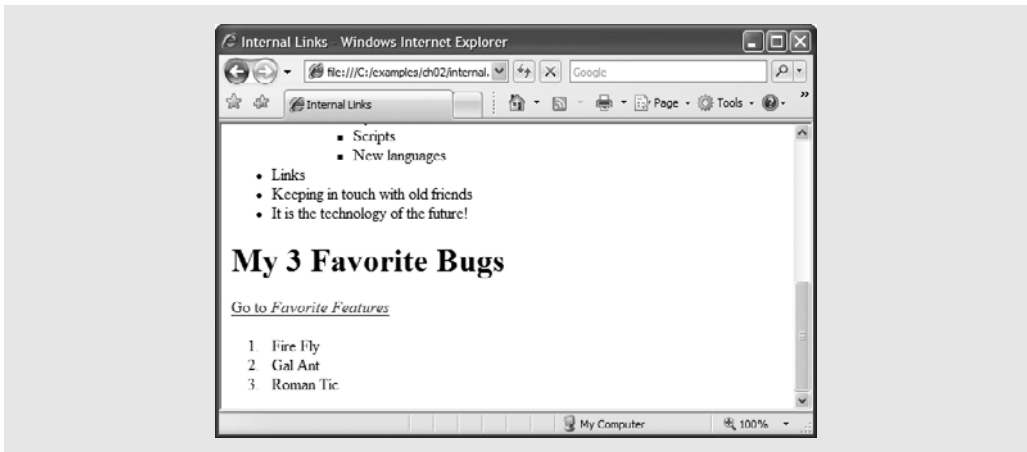 Internal Links - Windows Internet Explorer
file:///C:/examples/ch02/internal.
Google
Internal Links
Page
Tools
Scripts
New languages
Links
Keeping in touch with old friends
It is the technology of the future!
My 3 Favorite Bugs
Go to Favorite Features
1. Fire Fly
2. Gal Ant
3. Roman Tic
My Computer
100%